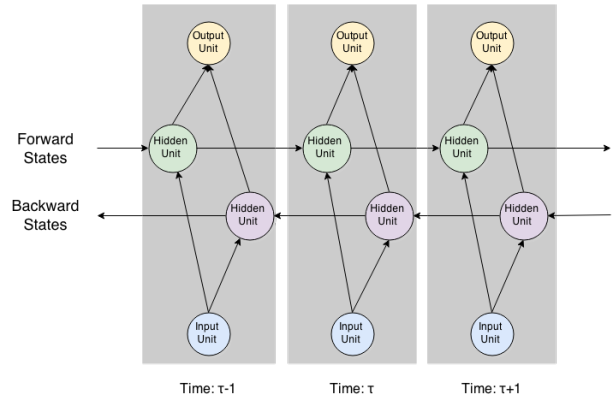 Output
Unit
Output
Unit
Output
Unit
Forward
States
Hidden
Unit
Hidden
Unit
Hidden
Unit
Backward
States
Hidden
Unit
Hidden
Unit
Hidden
Unit
Input
Unit
Input
Unit
Input
Unit
Time: τ-1
Time: τ
Time: τ+1